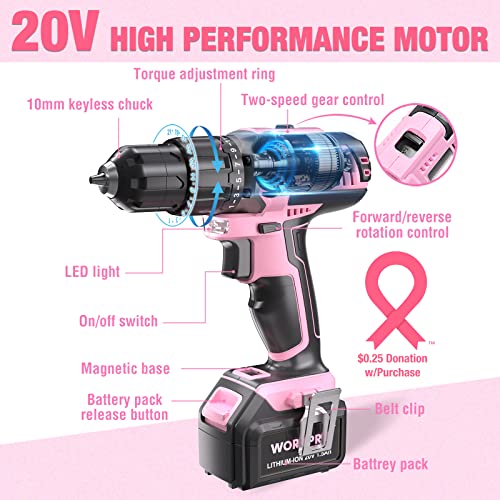 20V HIGH PERFORMANCE MOTOR
Torque adjustment ring
10mm keyless chuck
Two-speed gear control
Forward/reverse
rotation control
LED light
On/off switch
$0.25 Donation
w/Purchase
Magnetic base
Battery pack
release button
Belt clip
Battrey pack
LITHIUM-ION 20V 1.5Ah